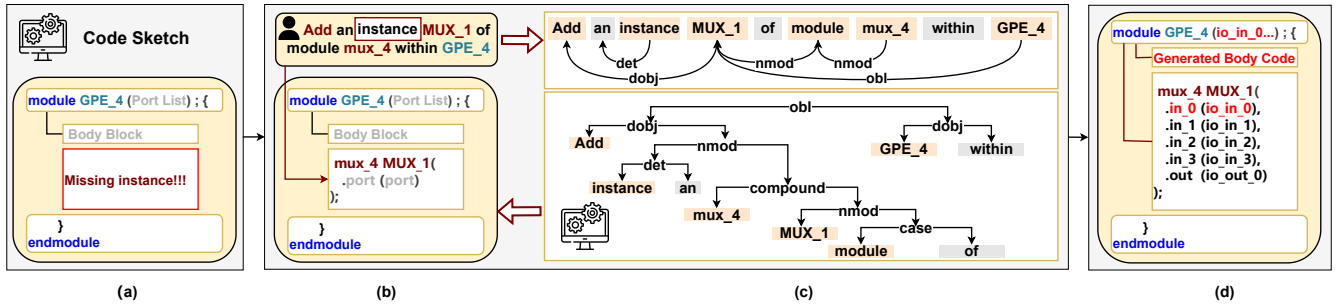 Code Sketch
module GPE_4 (Port List) ; {
Body Block
Missing instance!!!
}
endmodule
(a)
Add an instance MUX_1 of
module mux_4 within GPE_4
module GPE_4 (Port List) ; {
Body Block
mux_4 MUX_1(
.port (port)
);
}
endmodule
(b)
Add an instance MUX_1 of module mux_4 within GPE_4
det nmod nmod
dobj obl
obl
dobj dobj
Add nmod GPE_4 within
det
instance an compound
mux_4 nmod
MUX_1 case
module of
(c)
module GPE_4 (io_in_0...) ; {
Generated Body Code
mux_4 MUX_1(
.in_0 (io_in_0),
.in_1 (io_in_1),
.in_2 (io_in_2),
.in_3 (io_in_3),
.out (io_out_0)
);
}
endmodule
(d)